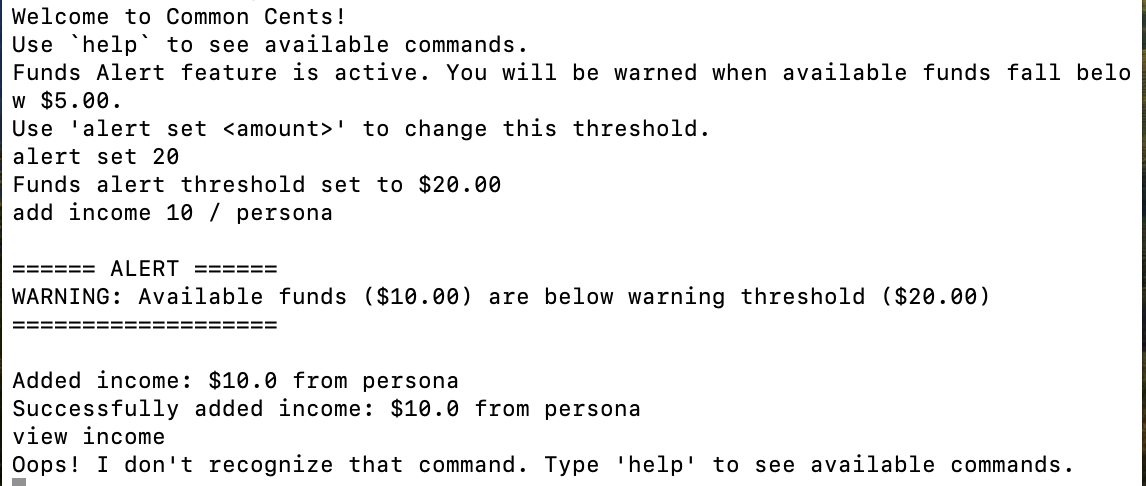 Welcome to Common Cents!
Use `help` to see available commands.
Funds Alert feature is active. You will be warned when available funds fall belo
w $5.00.
Use 'alert set <amount>' to change this threshold.
alert set 20
Funds alert threshold set to $20.00
add income 10 / persona
====== ALERT ======
WARNING: Available funds ($10.00) are below warning threshold ($20.00)
===================
Added income: $10.0 from persona
Successfully added income: $10.0 from persona
view income
Oops! I don't recognize that command. Type 'help' to see available commands.